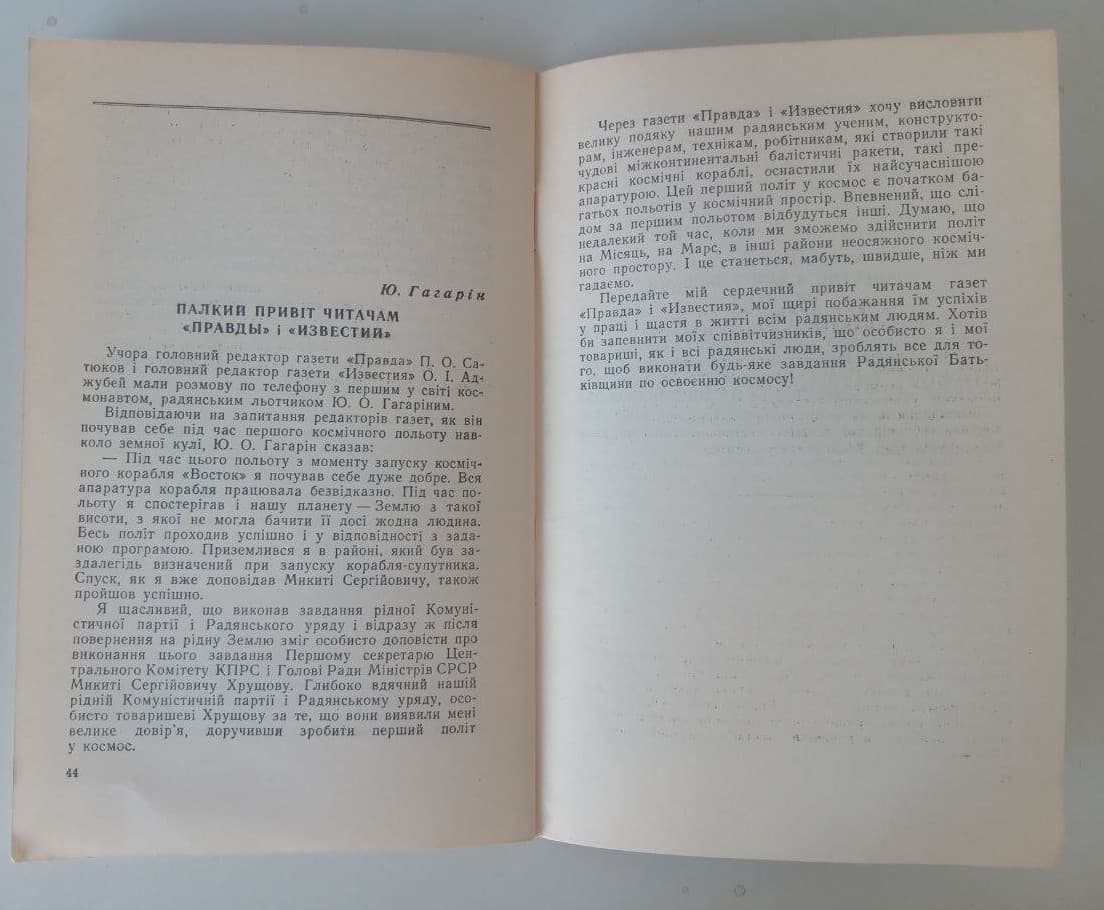 Ю. Гагарін
ПАЛКИЙ ПРИВІТ ЧИТАЧАМ
«ПРАВДЫ» і «ИЗВЕСТИЙ»
Учора головний редактор газети «Правда» П. О. Са-
тюков і головний редактор газети «Известия» О. І. Ад-
жубей мали розмову по телефону з першим у світі кос-
монавтом, радянським льотчиком Ю. О. Гагаріним.
Відповідаючи на запитання редакторів газет, як він
почував себе під час першого космічного польоту нав-
коло земної кулі, Ю. О. Гагарін сказав:
— Під час цього польоту з моменту запуску косміч-
ного корабля «Восток» я почував себе дуже добре. Вся
апаратура корабля працювала безвідказно. Під час по-
льоту я спостерігав і нашу планету — Землю з такої
висоти, з якої не могла бачити її досі жодна людина.
Весь політ проходив успішно і у відповідності з зада-
ною програмою. Приземлився я в районі, який був за-
здалегідь визначений при запуску корабля-супутника.
Спуск, як я вже доповідав Микиті Сергійовичу, також
пройшов успішно.
Я щасливий, що виконав завдання рідної Комуні-
стичної партії і Радянського уряду і відразу ж після
повернення на рідну Землю зміг особисто доповісти про
виконання цього завдання Першому секретарю Цен-
трального Комітету КПРС і Голові Ради Міністрів СРСР
Микиті Сергійовичу Хрущову. Глибоко вдячний нашій
рідній Комуністичній партії і Радянському уряду, осо-
бисто товаришеві Хрущову за те, що вони виявили мені
велике довір'я, доручивши зробити перший політ
у космос.
44
Через газети «Правда» і «Известия» хочу висловити
велику подяку нашим радянським ученим, конструкто-
рам, інженерам, технікам, робітникам, які створили такі
чудові міжконтинентальні балістичні ракети, такі пре-
красні космічні кораблі, оснастили їх найсучаснішою
апаратурою. Цей перший політ у космос є початком ба-
гатьох польотів у космічний простір. Впевнений, що слі-
дом за першим польотом відбудуться інші. Думаю, що
недалекий той час, коли ми зможемо здійснити політ
на Місяць, на Марс, в інші райони неосяжного косміч-
ного простору. І це станеться, мабуть, швидше, ніж ми
гадаємо.
Передайте мій сердечний привіт читачам газет
«Правда» і «Известия», мої щирі побажання їм успіхів
у праці і щастя в житті всім радянським людям. Хотів
би запевнити моїх співвітчизників, що особисто я і мої
товариші, як і всі радянські люди, зроблять все для то-
го, щоб виконати будь-яке завдання Радянської Бать-
ківщини по освоєнню космосу!